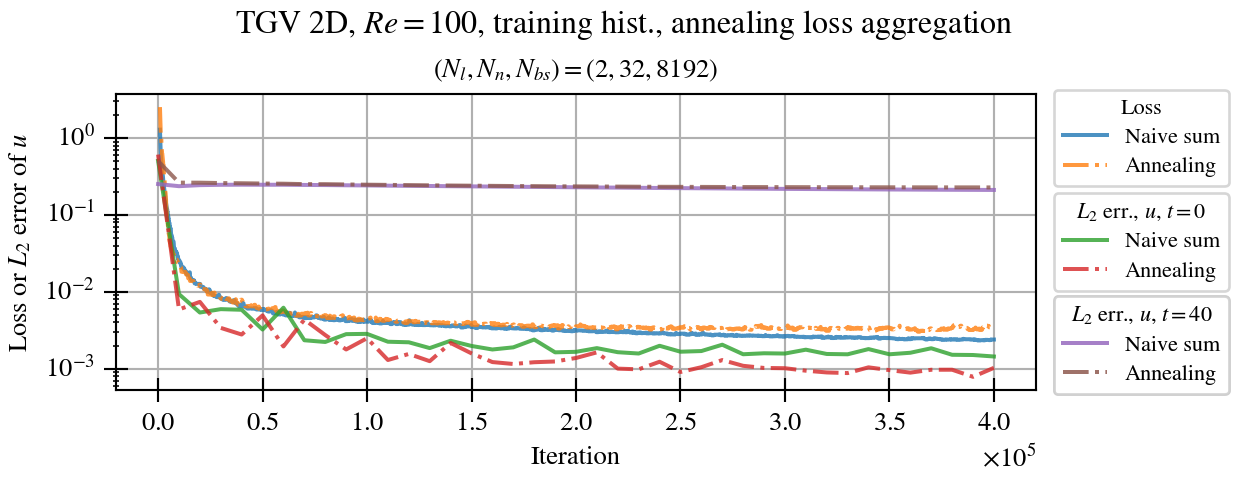 TGV 2D, Re = 100, training hist., annealing loss aggregation
(N_l, N_n, N_bs) = (2, 32, 8192)
Loss or L_2 error of u
10^0
10^−1
10^−2
10^−3
0.0 0.5 1.0 1.5 2.0 2.5 3.0 3.5 4.0
Iteration
×10^5
Loss
Naive sum
Annealing
L_2 err., u, t = 0
Naive sum
Annealing
L_2 err., u, t = 40
Naive sum
Annealing